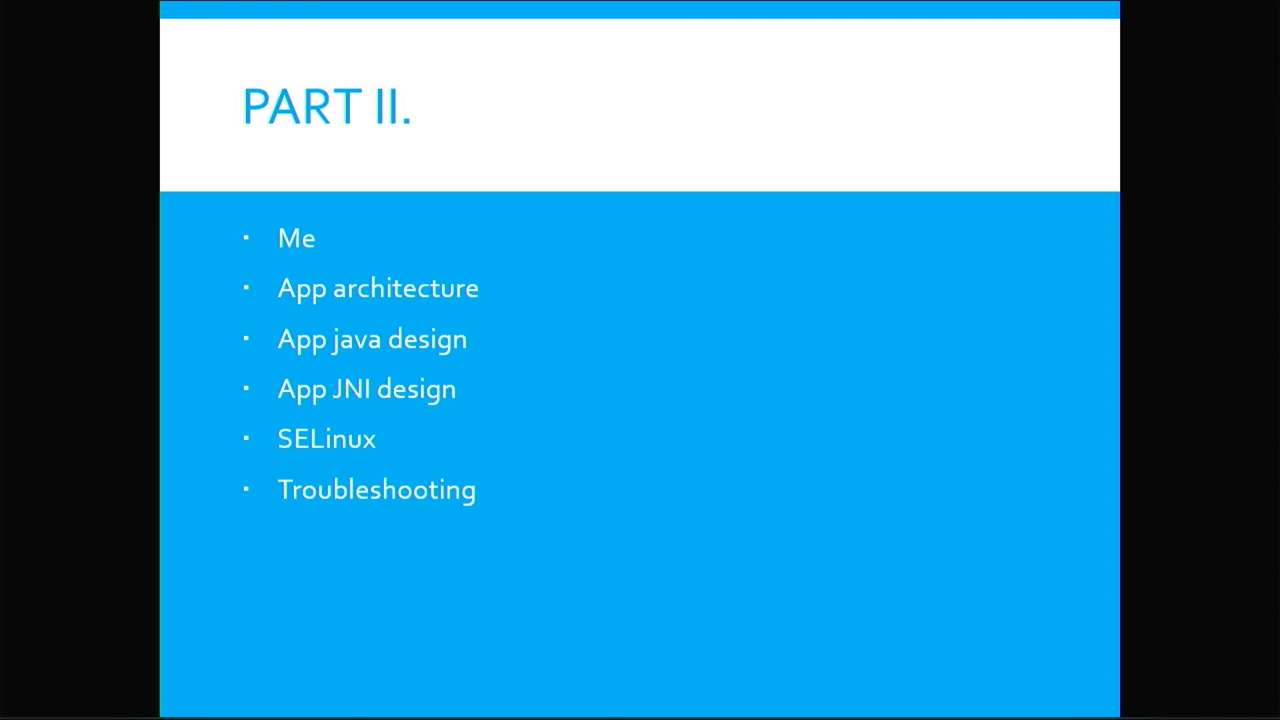 PART II.
▪ Me
▪ App architecture
▪ App java design
▪ App JNI design
▪ SELinux
▪ Troubleshooting